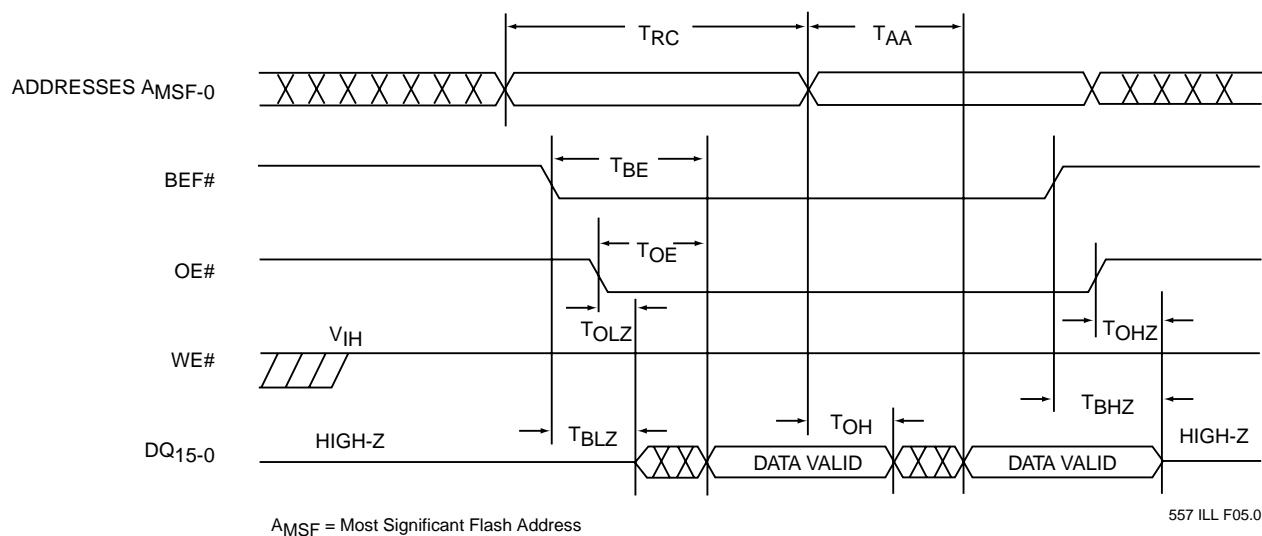 TRC
TAA
ADDRESSES AMSF-0
TBE
BEF#
TOE
OE#
TOLZ
TOHZ
VIH
WE#
TBHZ
TBLZ
TOH
HIGH-Z
HIGH-Z
DQ15-0
DATA VALID
DATA VALID
AMSF = Most Significant Flash Address
557 ILL F05.0